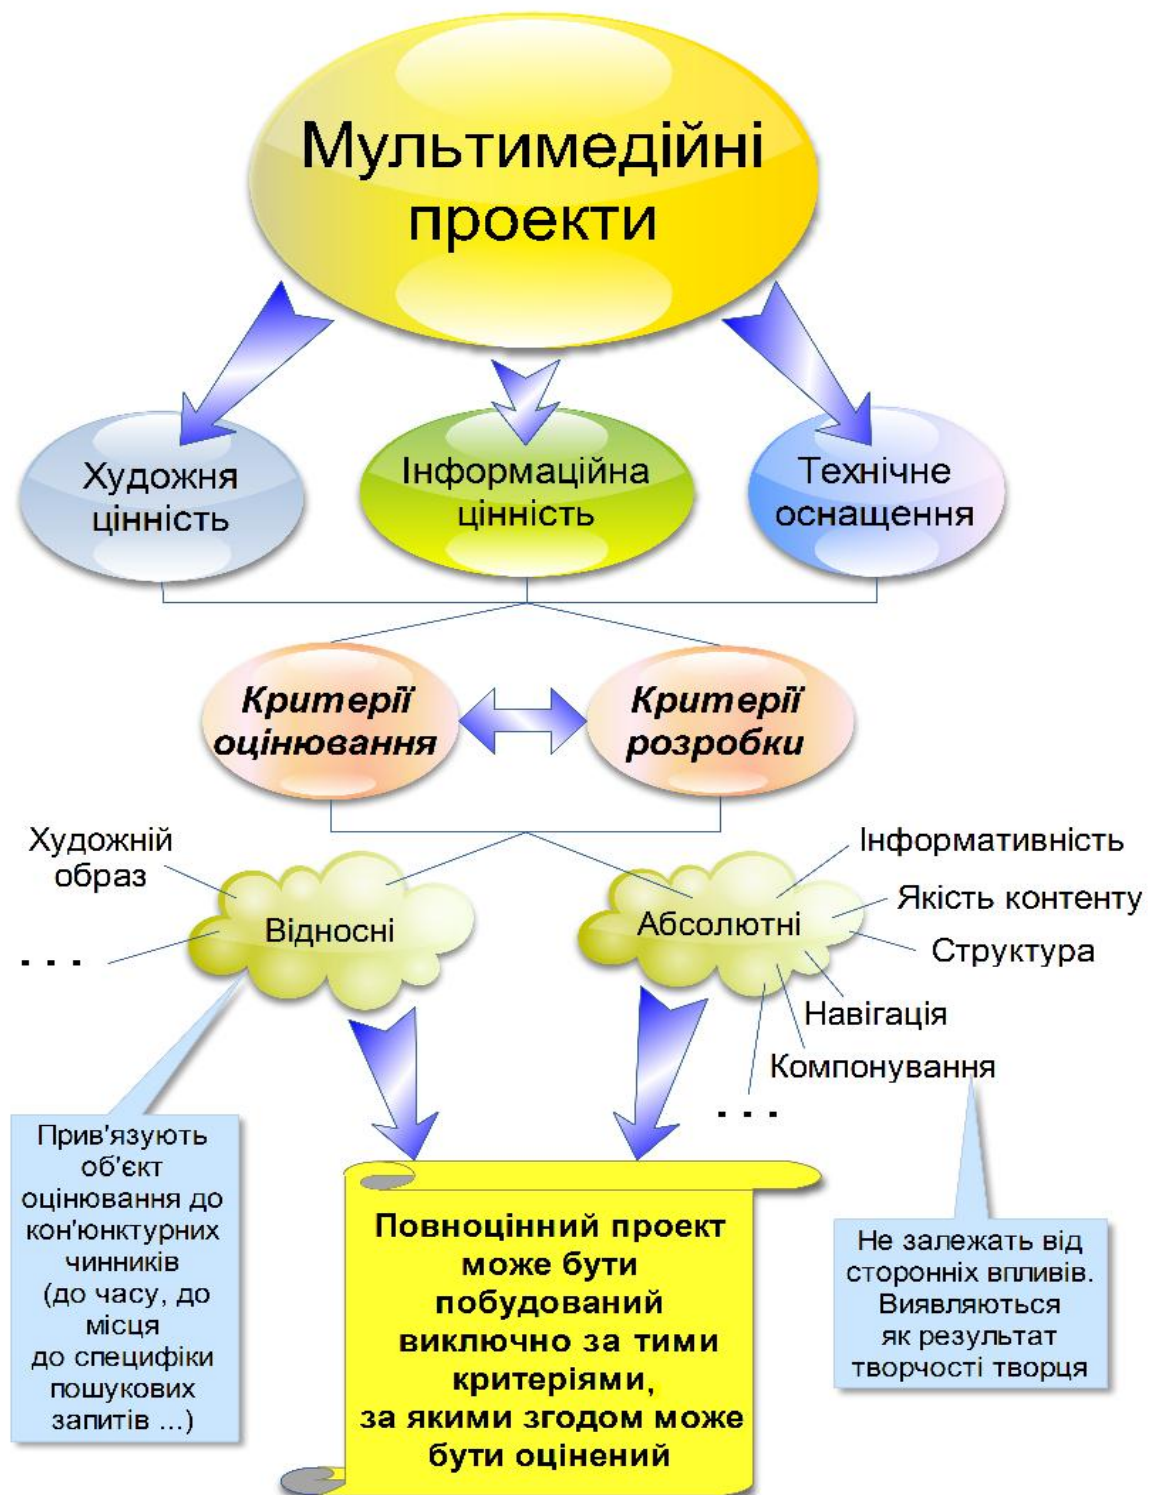 Мультимедійні
проекти
Художня
цінність
Інформаційна
цінність
Технічне
оснащення
Критерії
оцінювання
Критерії
розробки
Художній
образ
. . .
Відносні
Абсолютні
Інформативність
Якість контенту
Структура
Навігація
Компонування
. . .
Прив'язують
об'єкт
оцінювання до
кон'юнктурних
чинників
(до часу, до
місця
до специфіки
пошукових
запитів ...)
Повноцінний проект
може бути
побудований
виключно за тими
критеріями,
за якими згодом може
бути оцінений
Не залежать від
сторонніх впливів.
Виявляються
як результат
творчості творця